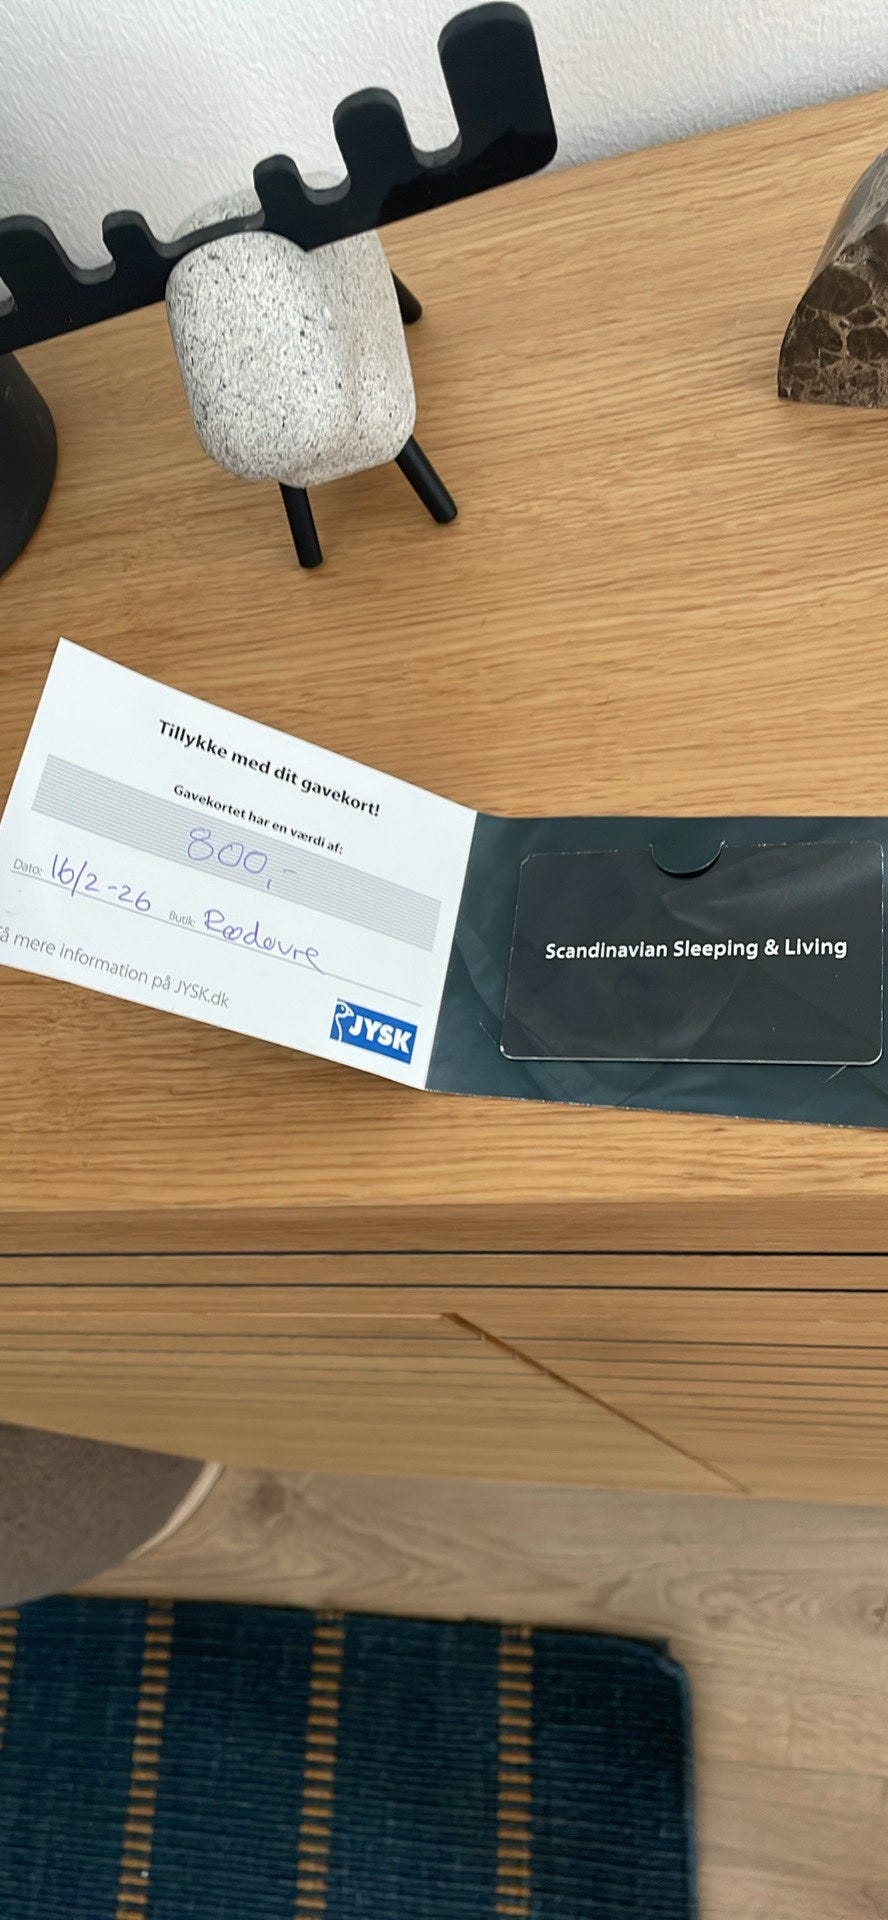 Tillykke med dit gavekort!
Gavekortet har en værdi af:
800,-
Dato: 16/2-26 Butik: Rødovre
å mere information på JYSK.dk
JYSK
Scandinavian Sleeping & Living